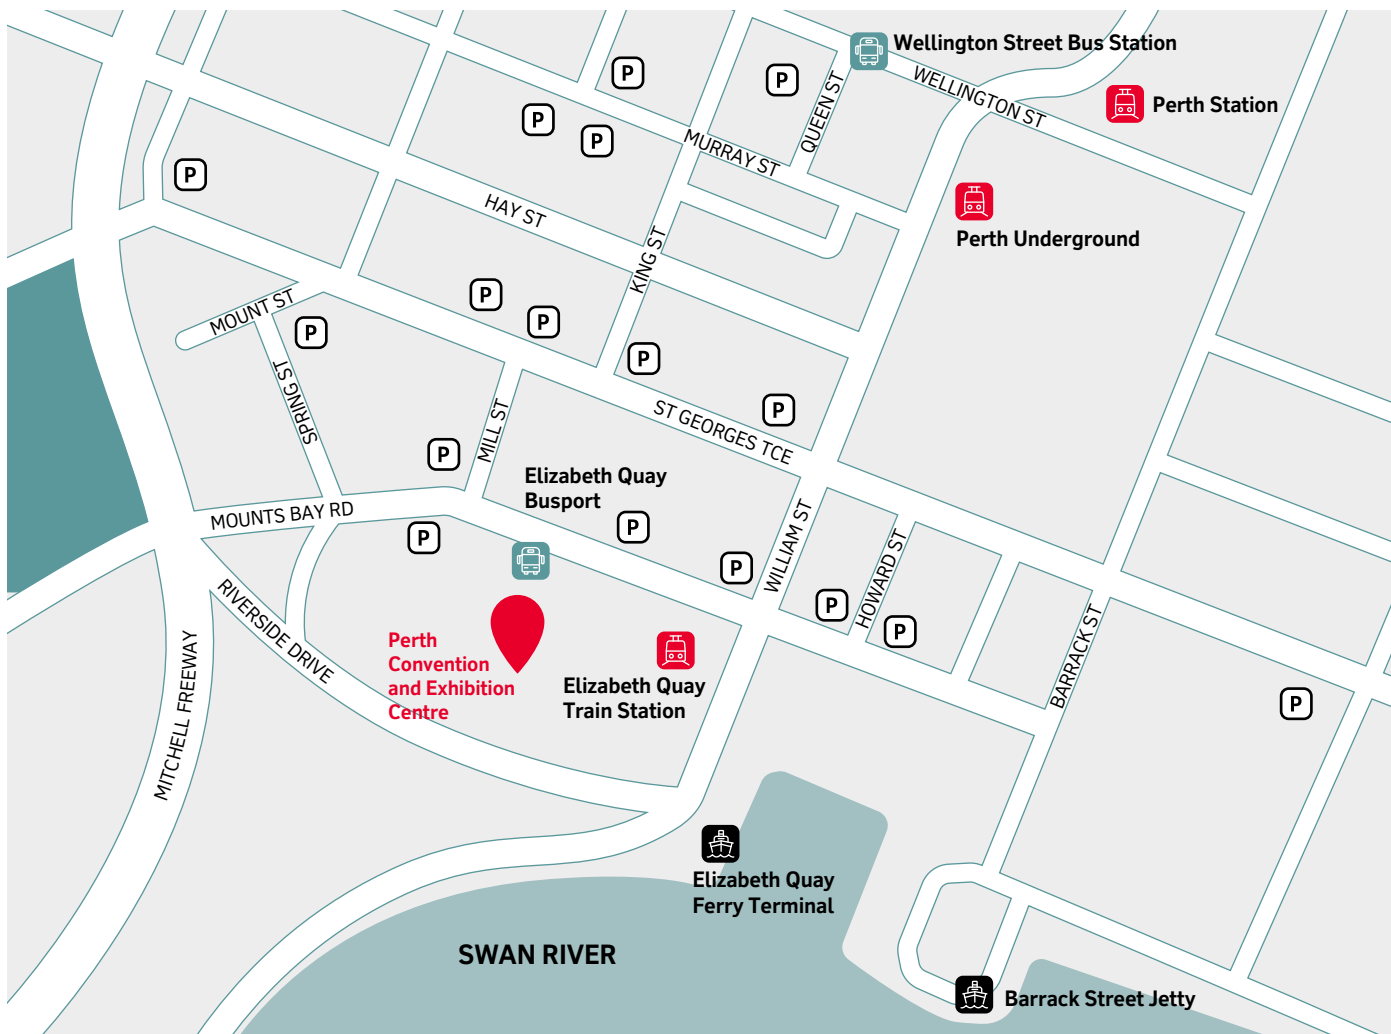 Wellington Street Bus Station
P
P
WELLINGTON ST
Perth Station
QUEEN ST
P
P
MURRAY ST
P
HAY ST
Perth Underground
KING ST
P
MOUNT ST
P
P
P
SPRING ST
P
ST GEORGES TCE
MILL ST
P
Elizabeth Quay
Busport
MOUNTS BAY RD
P
P
WILLIAM ST
P
HOWARD ST
P
P
RIVERSIDE DRIVE
Perth
Convention
and Exhibition
Centre
BARRACK ST
Elizabeth Quay
Train Station
MITCHELL FREEWAY
P
Elizabeth Quay
Ferry Terminal
SWAN RIVER
Barrack Street Jetty